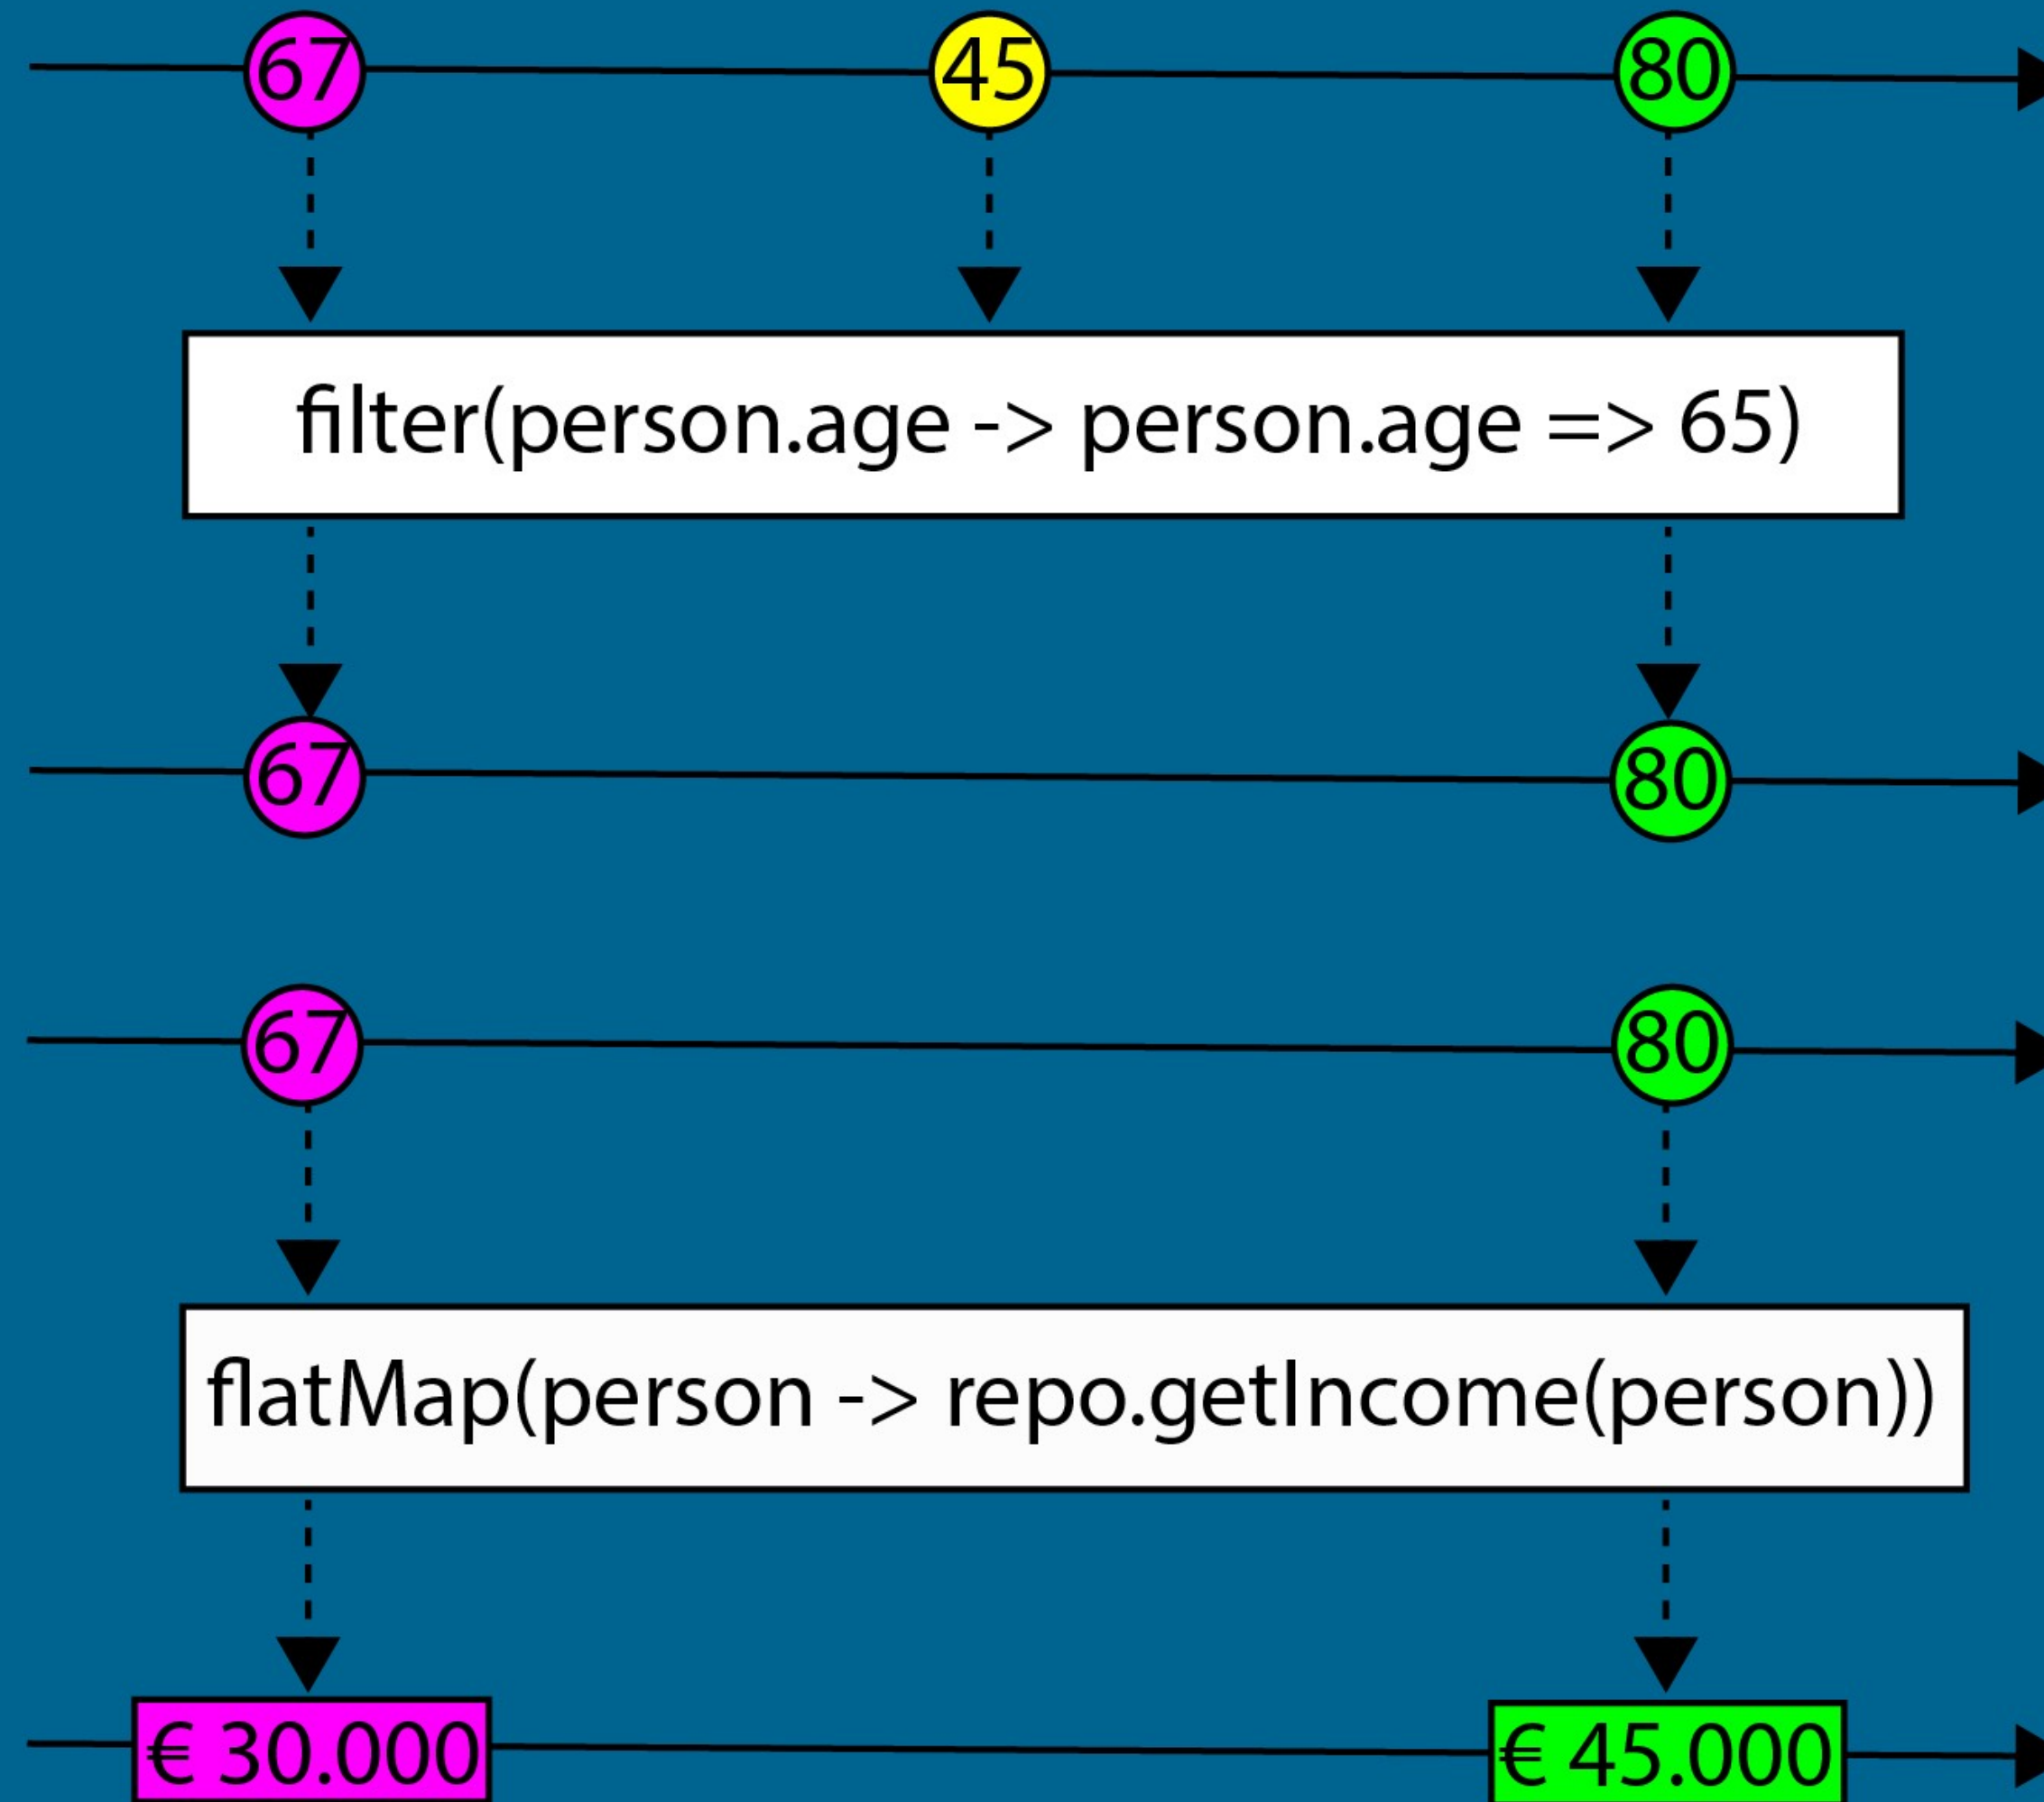 67 45 80
filter(person.age -> person.age => 65)
67 80
67 80
flatMap(person -> repo.getIncome(person))
€ 30.000 € 45.000